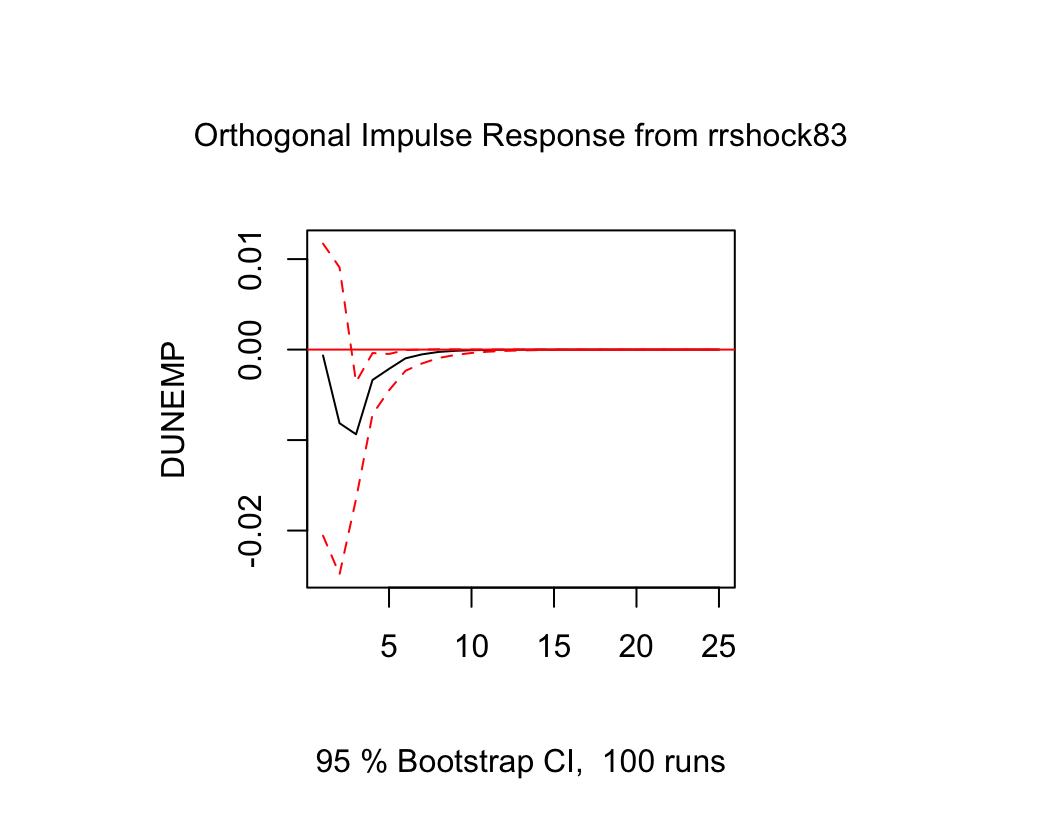 Orthogonal Impulse Response from rrshock83
DUNEMP
0.01
0.00
-0.02
5 10 15 20 25
95 % Bootstrap CI,  100 runs